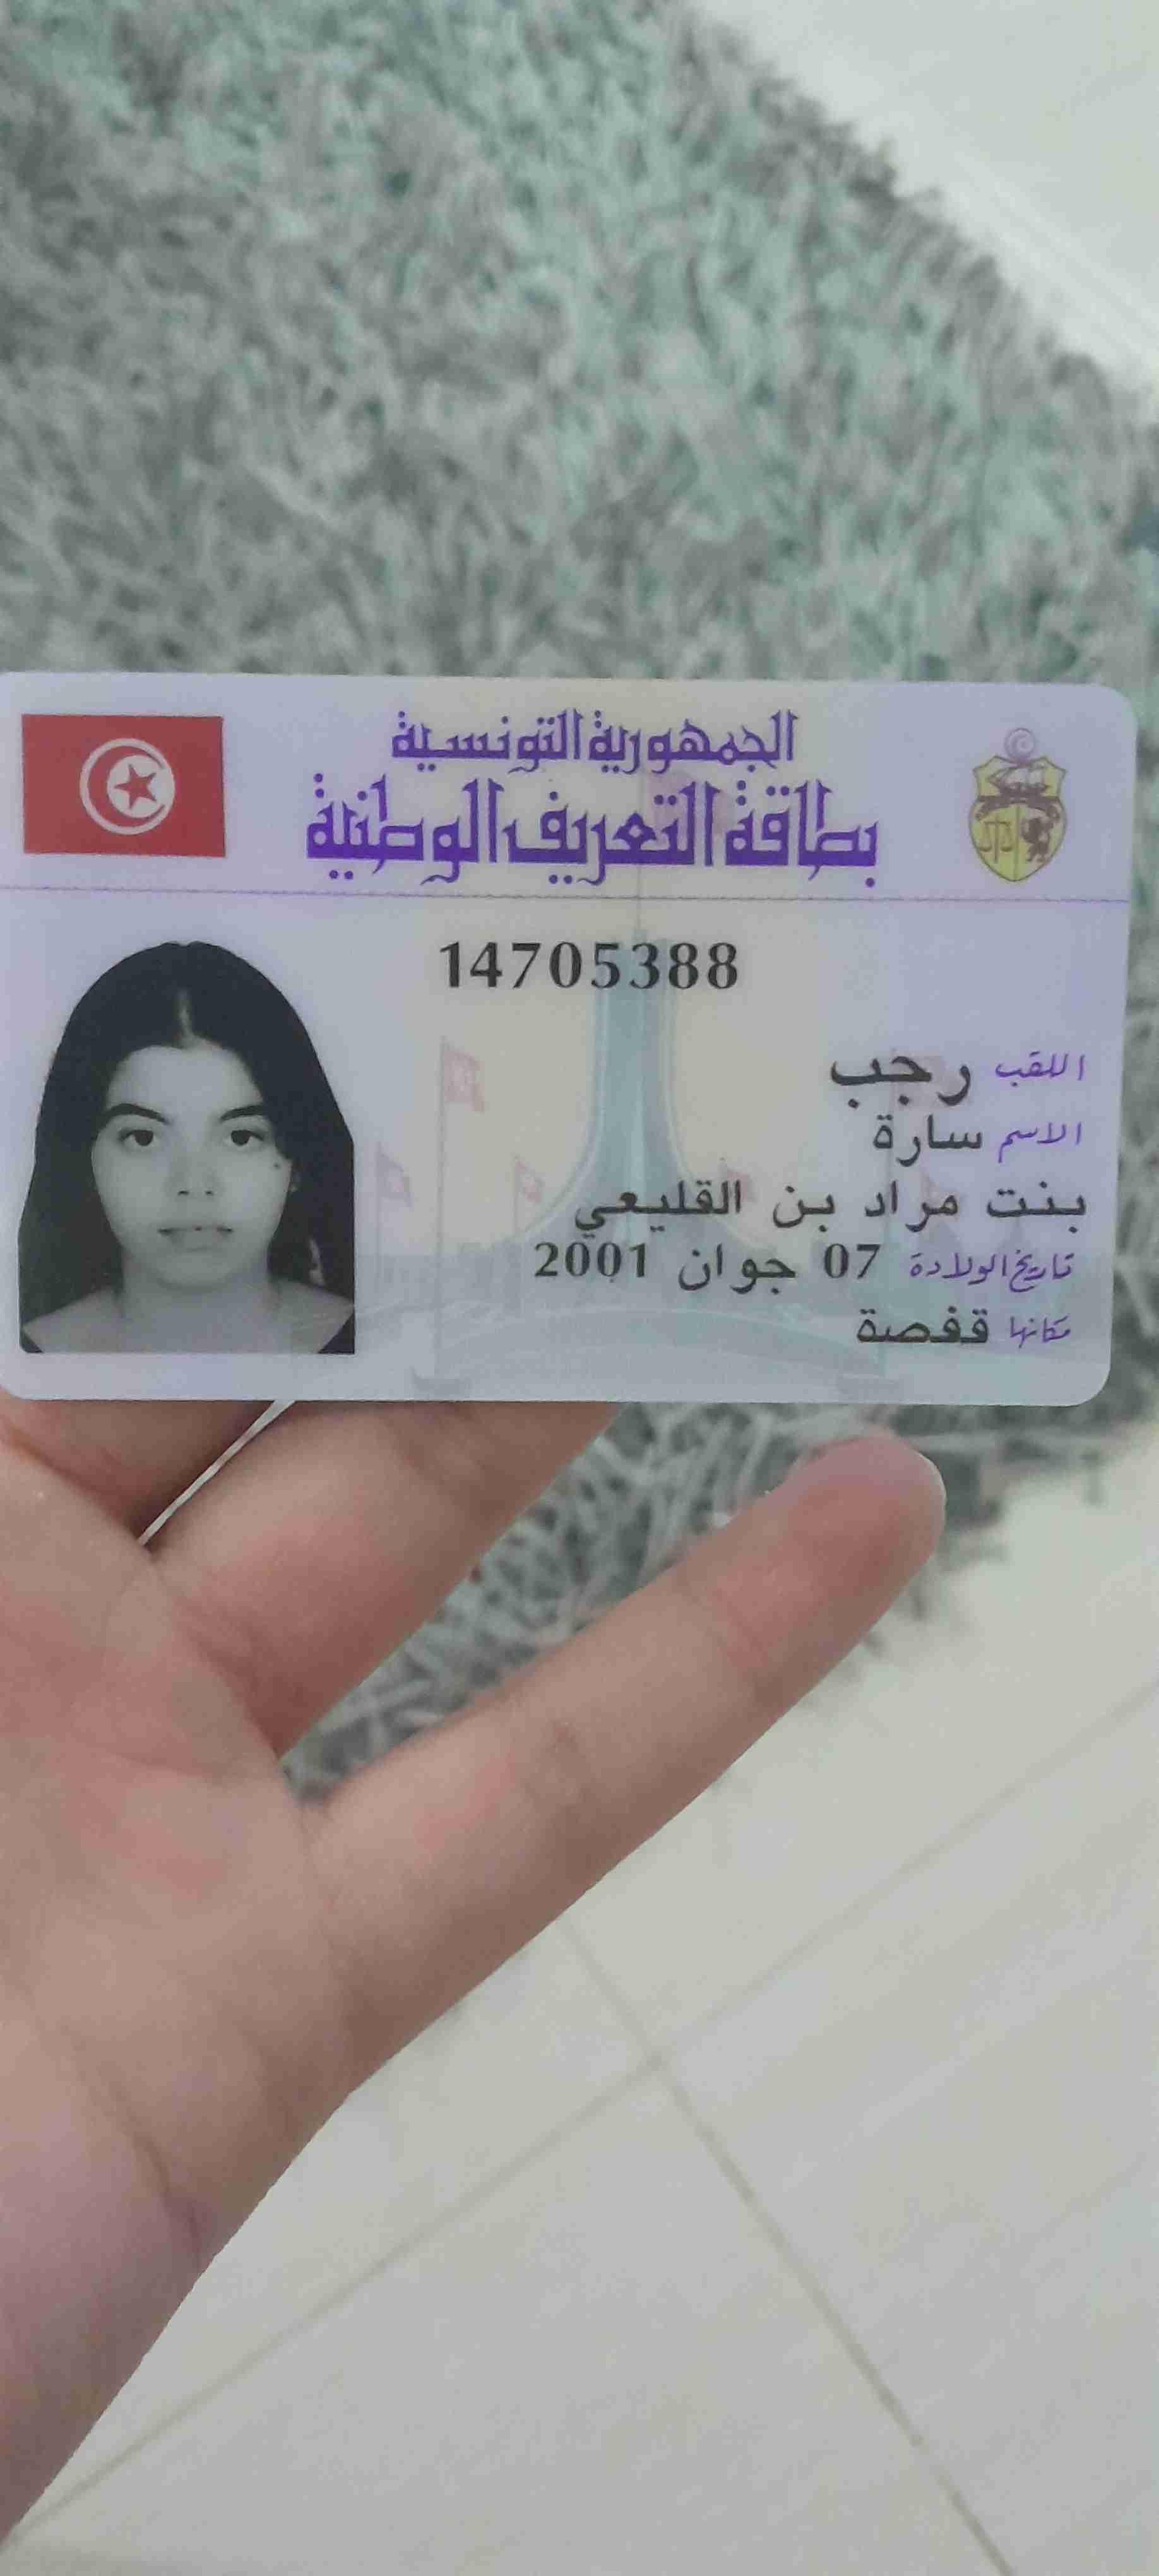 الجمهورية التونسية
بطاقة التعريف الوطنية
14705388
اللقب رجب
الاسم سارة
بنت مراد بن القليعي
تاريخ الولادة 07 جوان 2001
مكانها قفصة